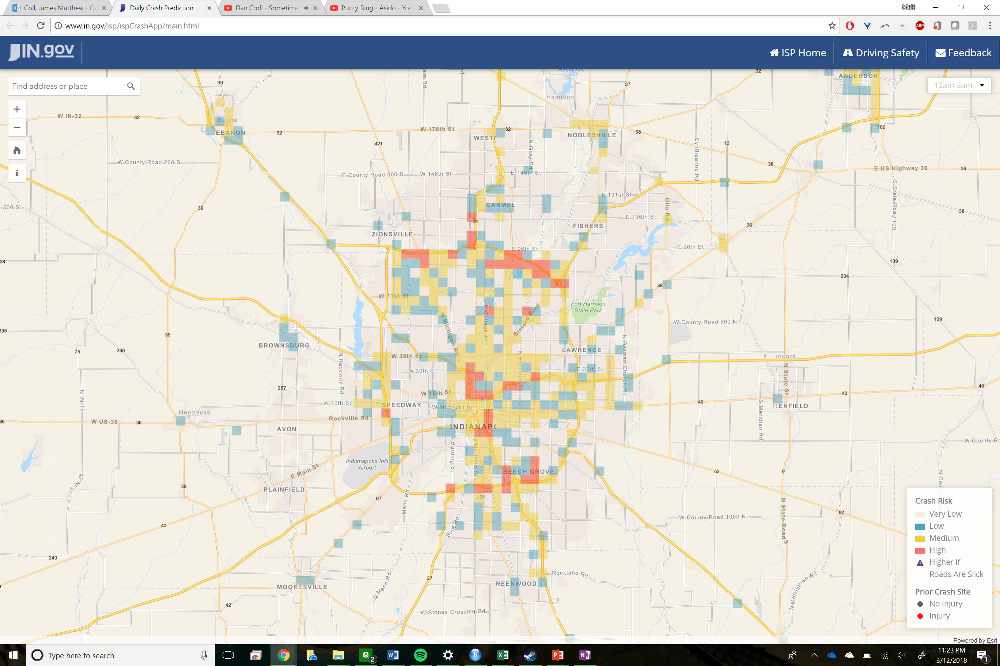 Coll, James Matthew - O
Daily Crash Prediction
Dan Croll - Sometime
Purity Ring - Asido - You
Matt
www.in.gov/isp/ispCrashApp/main.html
ABP
IN.gov
ISP Home
Driving Safety
Feedback
Find address or place
12am-3am
+
−
i
Reservoir
Hamilton
ANDERSON
W IN-32
32
39
Boone
EBANON
32
421
W 176th St
32
WESTF
NOBLESVILLE
37
38
32
13
109
Cyntheanne Rd
N Gray Rd
W County Road 200 S
E County Road 300 S
W 146th St
E 146th St
38
E US Highway 36
36
500 S
39
CARMEL
E 131st St
Olio Rd
S State Road 109
38
31
E 116th St
FISHERS
36
ZIONSVILLE
E 96th St
E 96th St
34
109
234
36
W 71st St
Fort Harrison
State Park
N College Ave
Binford Blvd
N Michigan Rd
W County Road 500 N
109
236
39
BROWNSBURG
75
236
LAWRENCE
N German Church Rd
N Raceway Rd
W 38th St
N Sherman Dr
ancock
W 30th St
E 30th St
N State St
267
N IN-75
W 16th St
40
40
40
Mari
W 10th St
SPEEDWAY
W Michigan St
ENFIELD
S Meridian Rd
Hendricks
Rockville Rd
36
W US-36
36
AVON
INDIANAPO
S Harding St
S Meridian St
W County Ro
Indianapolis Int'l
Airport
E Main St
BEECH GROVE
52
9
S IN-75
39
PLAINFIELD
67
Mann Rd
31
N State Road 9
52
40
Bluff Rd
W County Road 1000 N
240
MOORESVILLE
N Mann Rd
37
REENWOOD
Rocklane Rd
N Morristown Rd
42
W Stones Crossing Rd
Crash Risk
Very Low
Low
Medium
High
Higher If
Roads Are Slick
Prior Crash Site
No Injury
Injury
Powered by Esri
Type here to search
2
11:23 PM
3/12/2018
1